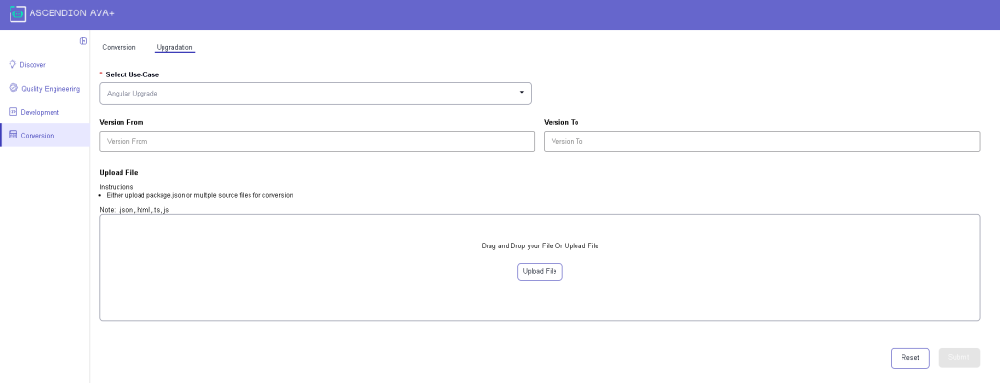 ASCENDION AVA+
Discover
Quality Engineering
Development
Conversion
Conversion Upgradation
* Select Use-Case
Angular Upgrade
Version From Version To
Version From Version To
Upload File
Instructions
• Either upload package.json or multiple source files for conversion
Note: .json, html, ts, .js
Drag and Drop your File Or Upload File
Upload File
Reset Submit